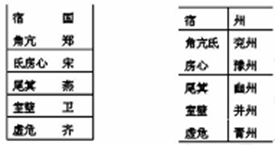 宿 国
角亢 郑
氐房心 宋
尾箕 燕
室壁 卫
虚危 齐
宿 州
角亢氐 兖州
房心 豫州
尾箕 幽州
室壁 并州
虚危 青州